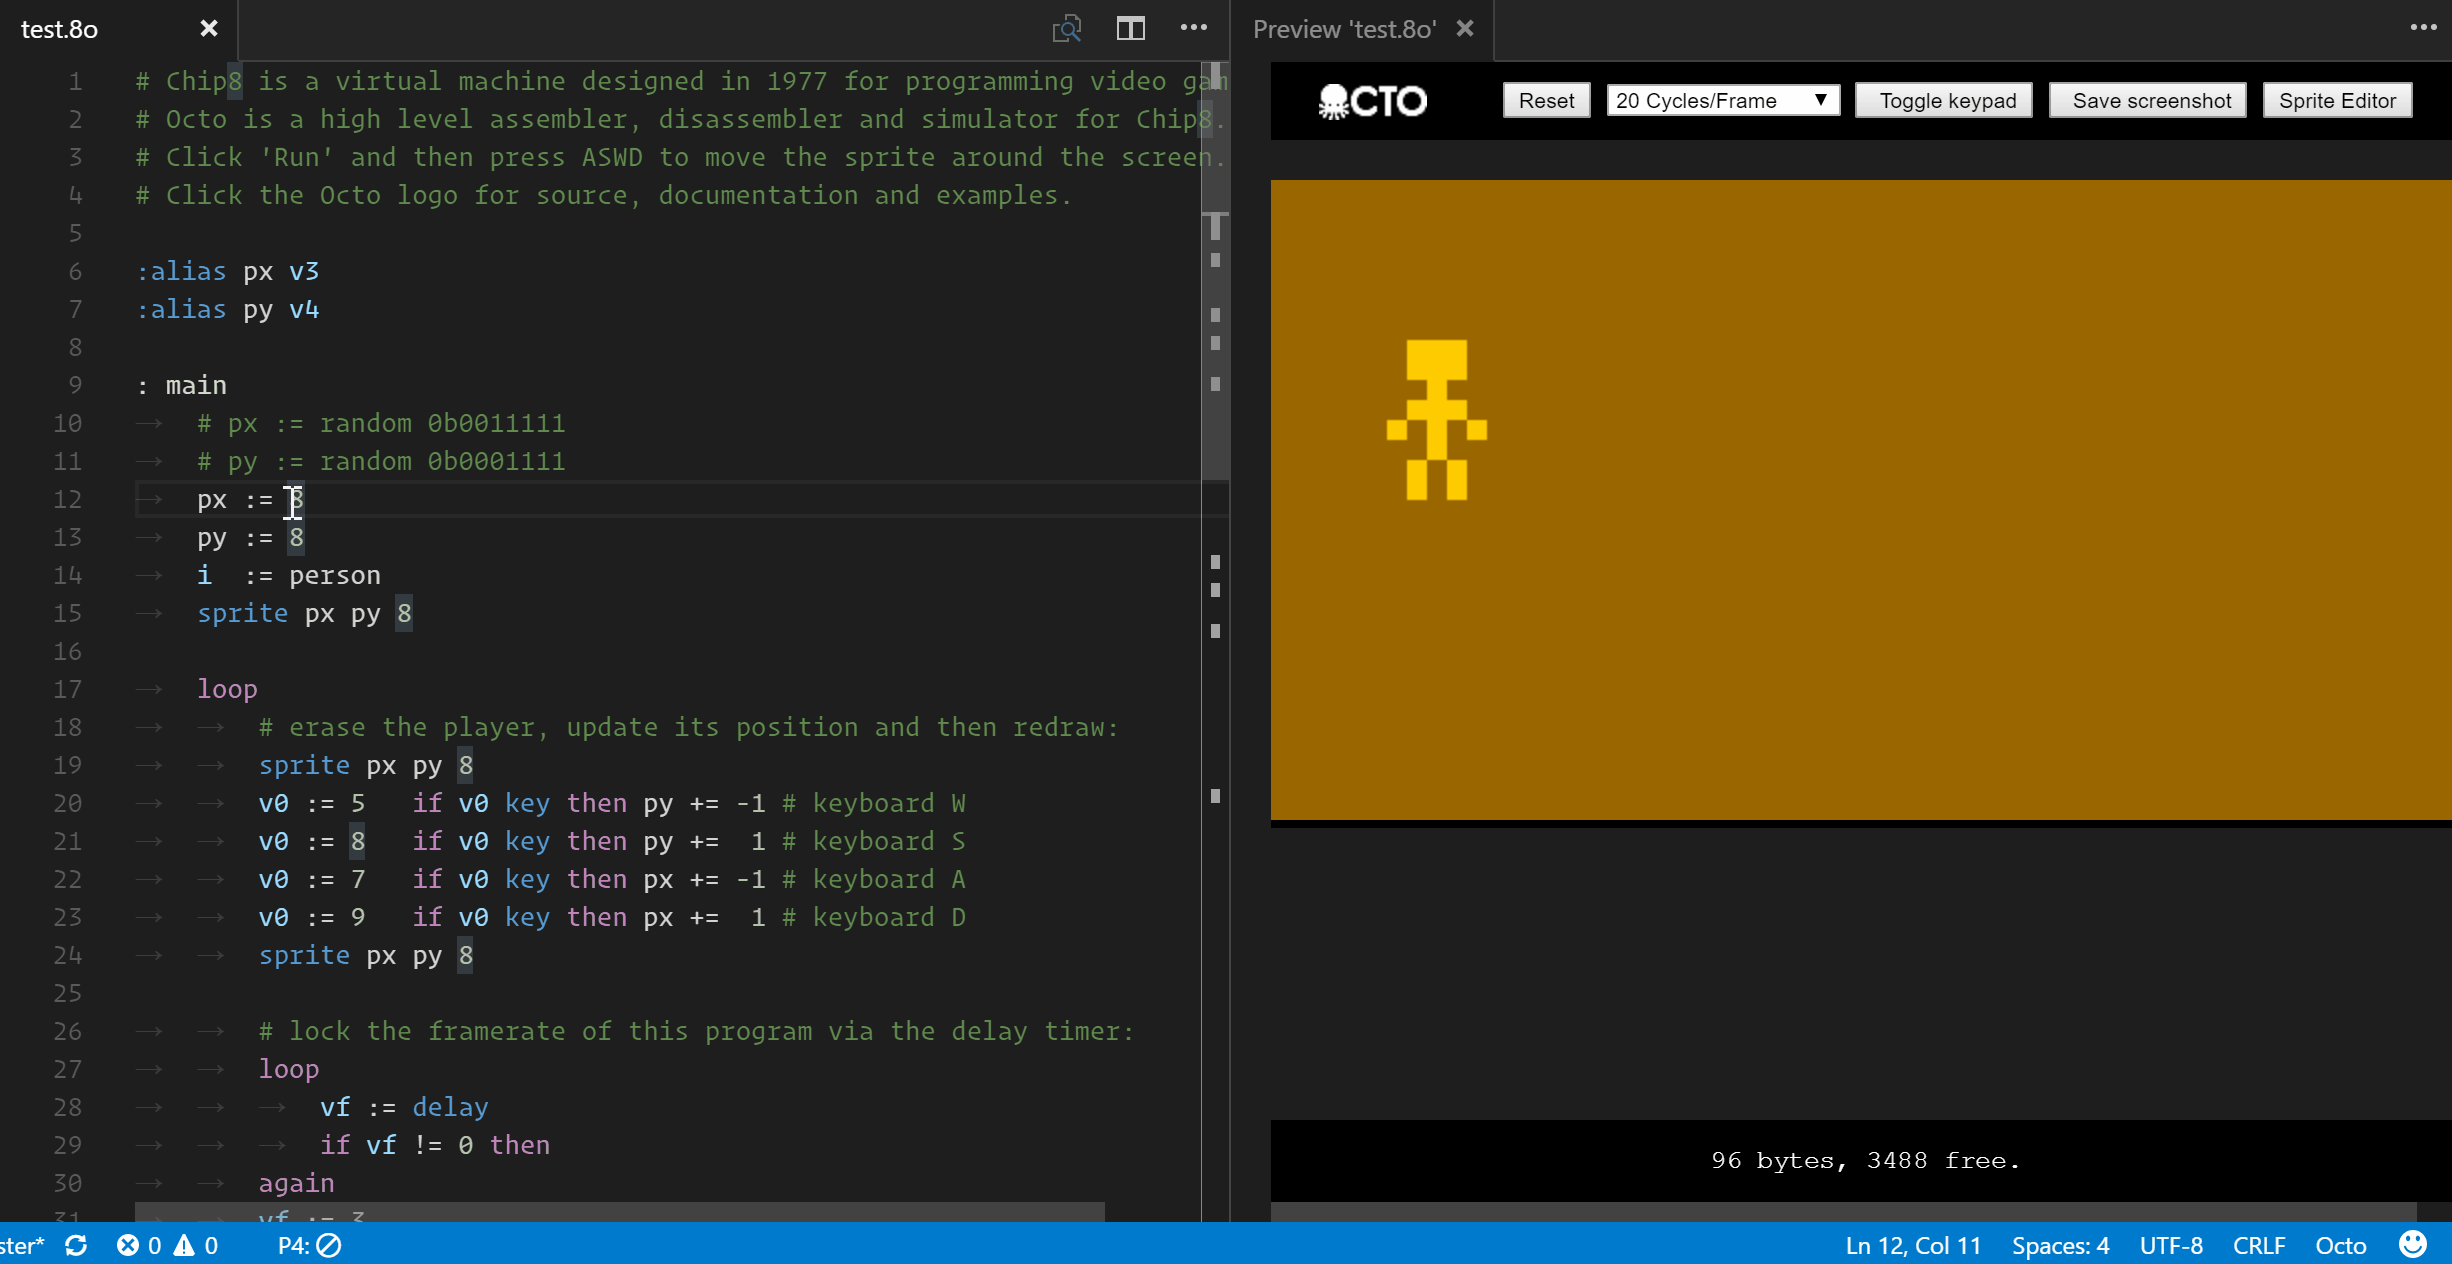 test.8o
Preview 'test.8o'
1 # Chip8 is a virtual machine designed in 1977 for programming video gam
2 # Octo is a high level assembler, disassembler and simulator for Chip8.
3 # Click 'Run' and then press ASWD to move the sprite around the screen.
4 # Click the Octo logo for source, documentation and examples.
5
6 :alias px v3
7 :alias py v4
8
9 : main
10 # px := random 0b0011111
11 # py := random 0b0001111
12 px := 8
13 py := 8
14 i  := person
15 sprite px py 8
16
17 loop
18 # erase the player, update its position and then redraw:
19 sprite px py 8
20 v0 := 5   if v0 key then py += -1 # keyboard W
21 v0 := 8   if v0 key then py +=  1 # keyboard S
22 v0 := 7   if v0 key then px += -1 # keyboard A
23 v0 := 9   if v0 key then px +=  1 # keyboard D
24 sprite px py 8
25
26 # lock the framerate of this program via the delay timer:
27 loop
28 vf := delay
29 if vf != 0 then
30 again
31 vf := 3
OCTO
Reset
20 Cycles/Frame
Toggle keypad
Save screenshot
Sprite Editor
96 bytes, 3488 free.
ster* 0 0 P4: Ln 12, Col 11 Spaces: 4 UTF-8 CRLF Octo